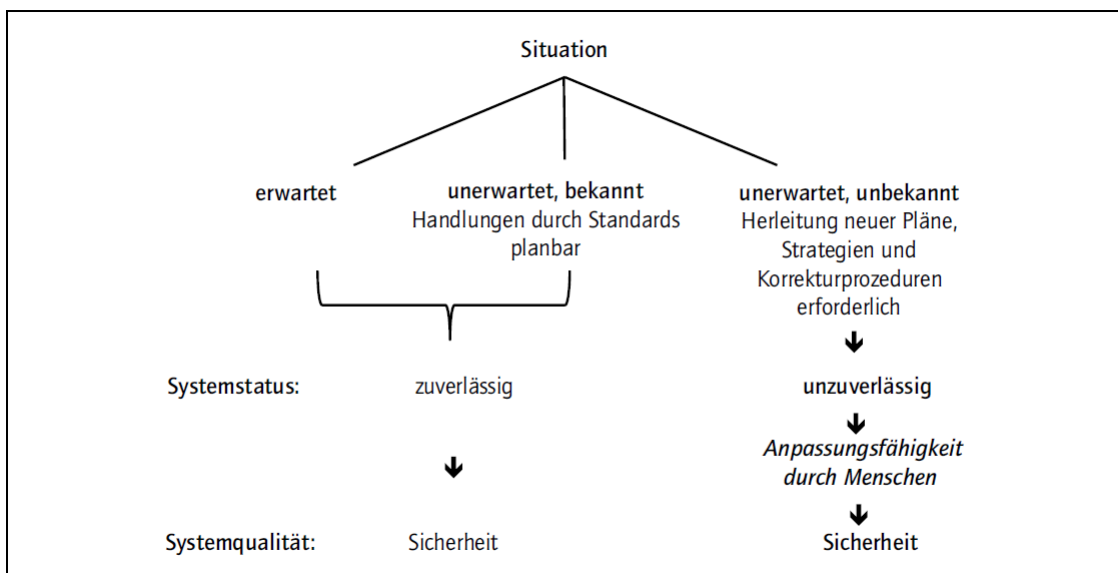 Situation
erwartet
unerwartet, bekannt
Handlungen durch Standards
planbar
unerwartet, unbekannt
Herleitung neuer Pläne,
Strategien und
Korrekturprozeduren
erforderlich
Systemstatus:
zuverlässig
unzuverlässig
Anpassungsfähigkeit
durch Menschen
Systemqualität:
Sicherheit
Sicherheit